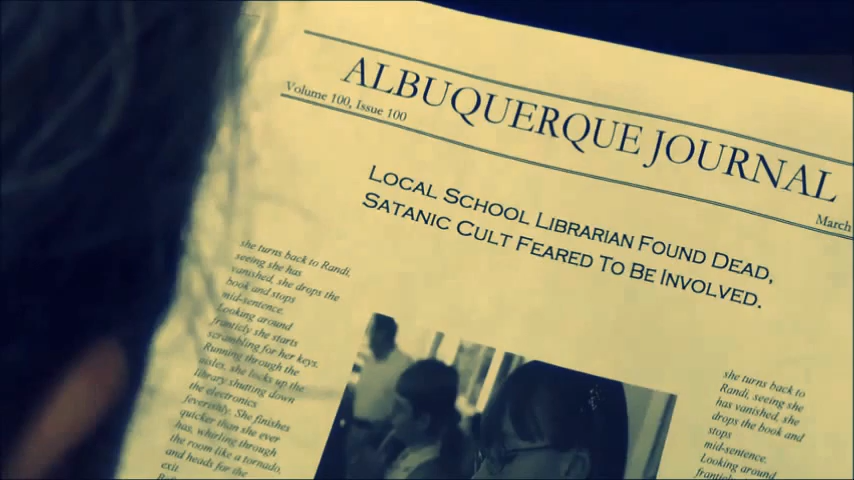 ALBUQUERQUE JOURNAL
Volume 100, Issue 100
March
LOCAL SCHOOL LIBRARIAN FOUND DEAD,
SATANIC CULT FEARED TO BE INVOLVED.
she turns back to Randi,
seeing she has
vanished, she drops the
book and stops
mid-sentence.
Looking around
franticly she starts
scrambling for her keys.
Running through the
aisles, she locks up the
library shutting down
the electronics
feverishly. She finishes
quicker than she ever
has, whirling through
the room like a tornado,
and heads for the
exit
she turns back to
Randi, seeing she
has vanished, she
drops the book and
stops
mid-sentence.
Looking around